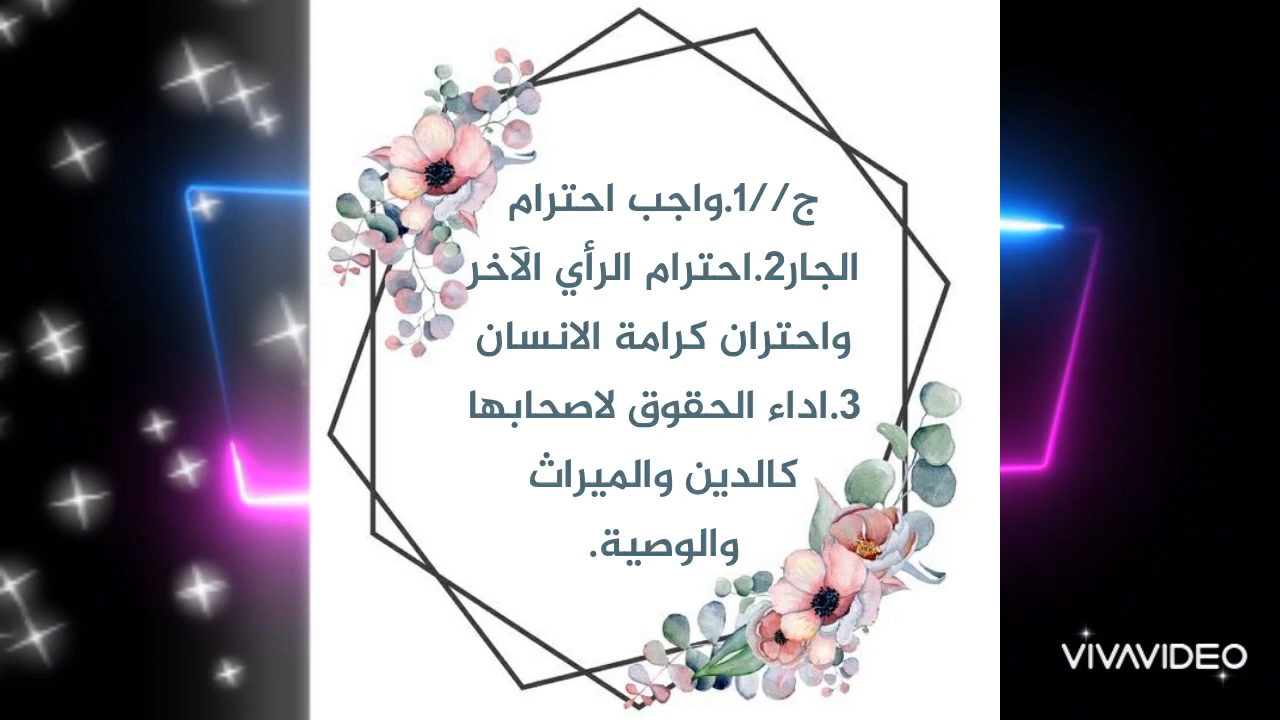 ج//1.واجب احترام
الجار2.احترام الرأي الآخر
واحتران كرامة الانسان
3.اداء الحقوق لاصحابها
كالدين والميراث
والوصية.
VIVAVIDEO